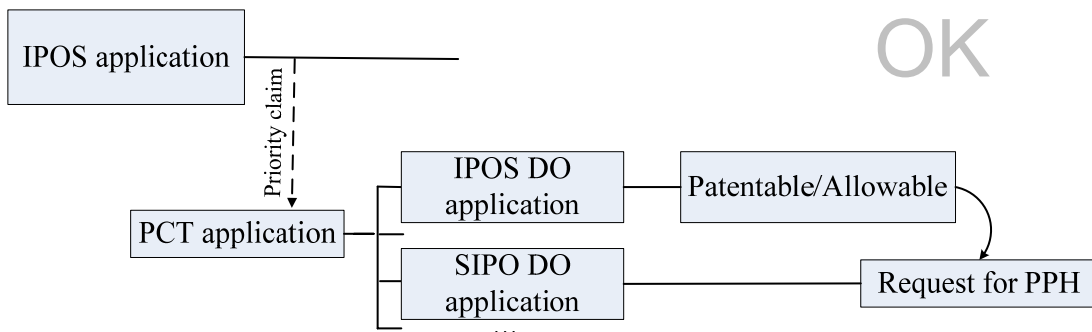 IPOS application
OK
Priority claim
IPOS DO
application
Patentable/Allowable
PCT application
SIPO DO
application
Request for PPH
...